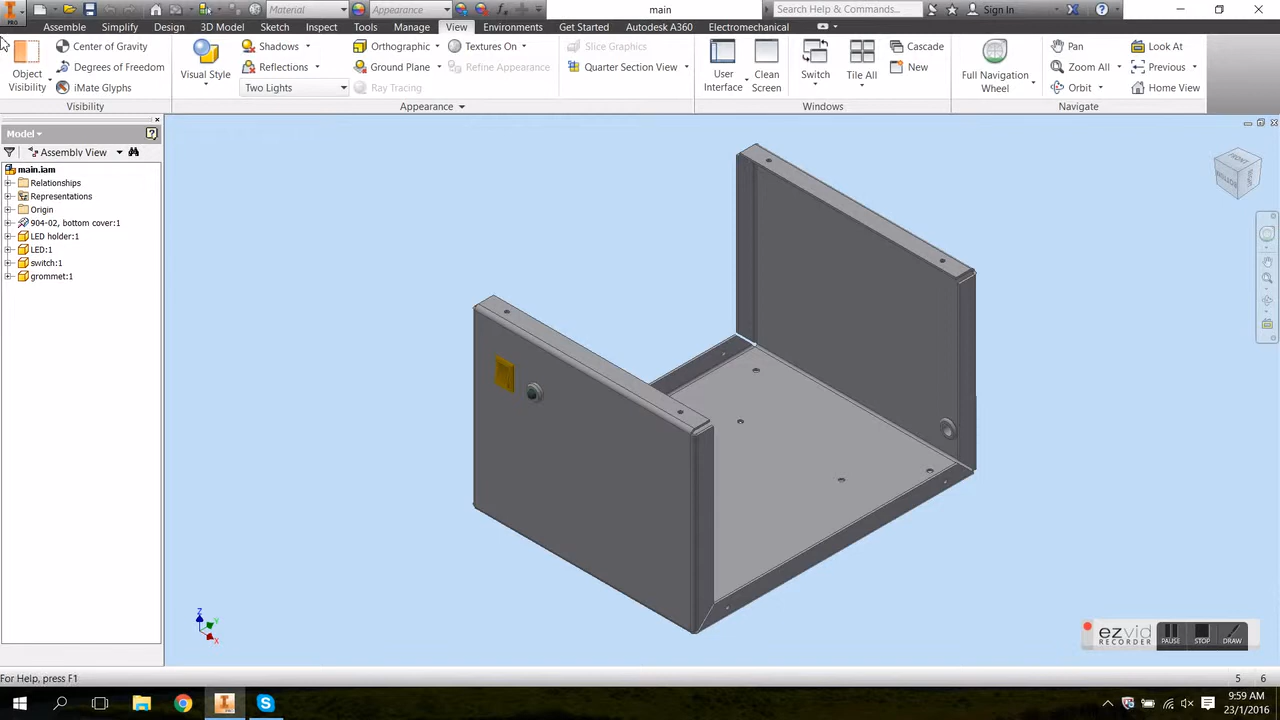 PRO
Material
Appearance
main
Search Help & Commands...
Sign In
Assemble
Simplify
Design
3D Model
Sketch
Inspect
Tools
Manage
View
Environments
Get Started
Autodesk A360
Electromechanical
Object
Visibility
Center of Gravity
Degrees of Freedom
iMate Glyphs
Visibility
Visual Style
Shadows
Reflections
Two Lights
Orthographic
Ground Plane
Ray Tracing
Textures On
Refine Appearance
Appearance
Slice Graphics
Quarter Section View
User
Interface
Clean
Screen
Switch
Tile All
Cascade
New
Windows
Full Navigation
Wheel
Pan
Zoom All
Orbit
Look At
Previous
Home View
Navigate
Model
Assembly View
main.iam
Relationships
Representations
Origin
904-02, bottom cover:1
LED holder:1
LED:1
switch:1
grommet:1
FRONT
RIGHT
BOTTOM
Z
Y
X
ezvid
RECORDER
PAUSE
STOP
DRAW
For Help, press F1
5
6
9:59 AM
23/1/2016